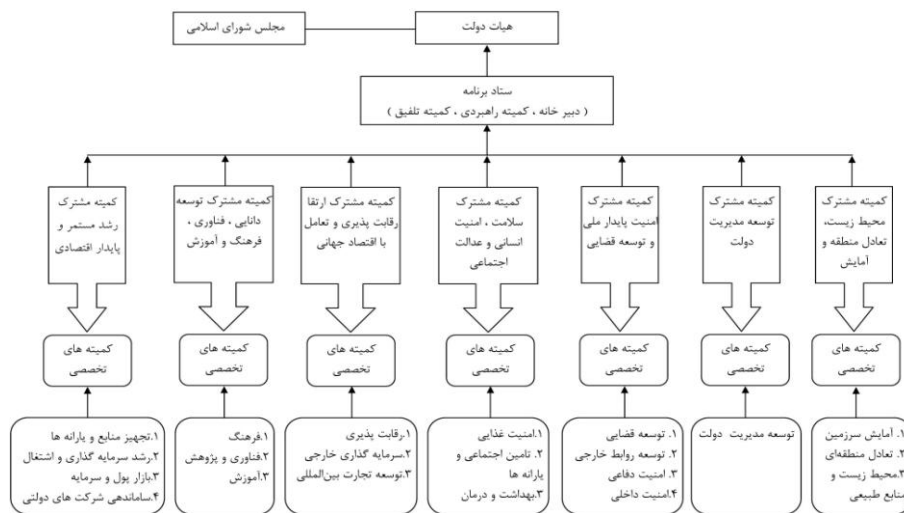 هیات دولت
مجلس شورای اسلامی
ستاد برنامه
( دبیر خانه ، کمیته راهبردی ، کمیته تلفیق )
کمیته مشترک
محیط زیست،
تعادل منطقه و
آمایش
کمیته مشترک
توسعه مدیریت
دولت
کمیته مشترک
امنیت پایدار ملی
و توسعه قضایی
کمیته مشترک
سلامت ، امنیت
انسانی و عدالت
اجتماعی
کمیته مشترک ارتقا
رقابت پذیری و تعامل
با اقتصاد جهانی
کمیته مشترک توسعه
دانایی ، فناوری ،
فرهنگ و آموزش
کمیته مشترک
رشد مستمر و
پایدار اقتصادی
کمیته های
تخصصی
کمیته های
تخصصی
کمیته های
تخصصی
کمیته های
تخصصی
کمیته های
تخصصی
کمیته های
تخصصی
کمیته های
تخصصی
۱. آمایش سرزمین
۲. تعادل منطقه‌ای
۳.محیط زیست و
منابع طبیعی
توسعه مدیریت دولت
۱. توسعه قضایی
۲. توسعه روابط خارجی
۳. امنیت دفاعی
۴.امنیت داخلی
۱.امنیت غذایی
۲. تامین اجتماعی و
یارانه ها
۳.بهداشت و درمان
۱.رقابت پذیری
۲.سرمایه گذاری خارجی
۳.توسعه تجارت بین‌المللی
۱.فرهنگ
۲.فناوری و پژوهش
۳.آموزش
۱.تجهیز منابع و یارانه ها
۲.رشد سرمایه گذاری و اشتغال
۳.بازار پول و سرمایه
۴.ساماندهی شرکت های دولتی